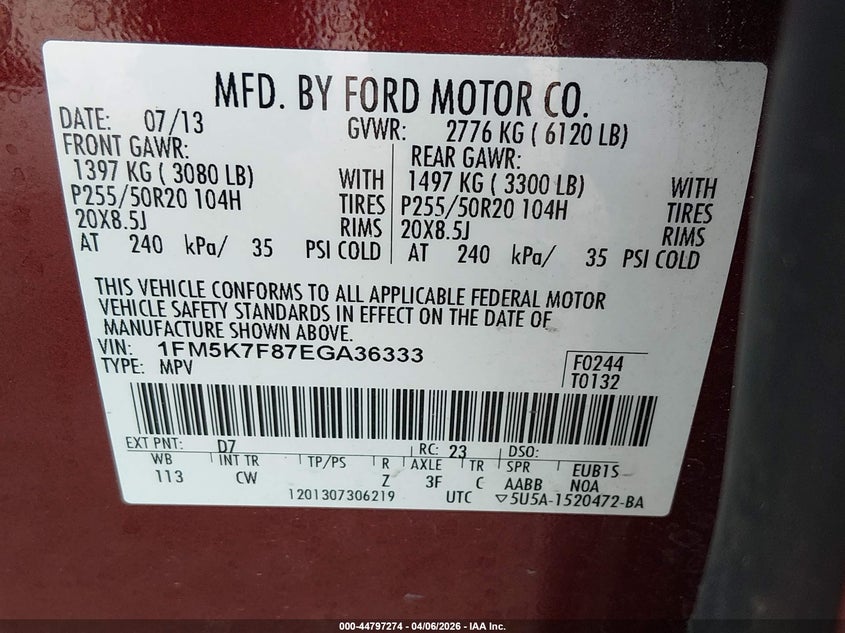 MFD. BY FORD MOTOR CO.
DATE: 07/13 GVWR: 2776 KG ( 6120 LB)
FRONT GAWR: REAR GAWR:
1397 KG ( 3080 LB) WITH 1497 KG ( 3300 LB) WITH
P255/50R20 104H TIRES P255/50R20 104H TIRES
20X8.5J RIMS 20X8.5J RIMS
AT 240 kPa/ 35 PSI COLD AT 240 kPa/ 35 PSI COLD
THIS VEHICLE CONFORMS TO ALL APPLICABLE FEDERAL MOTOR
VEHICLE SAFETY STANDARDS IN EFFECT ON THE DATE OF
MANUFACTURE SHOWN ABOVE.
VIN: 1FM5K7F87EGA36333
TYPE: MPV
F0244
T0132
EXT PNT: D7 RC: 23 DSO:
WB INT TR TP/PS R AXLE TR SPR EUB1S
113 CW Z 3F C AABB NOA
1201307306219 UTC ▽5U5A-1520472-BA
000-44797274 - 04/06/2026 - IAA Inc.